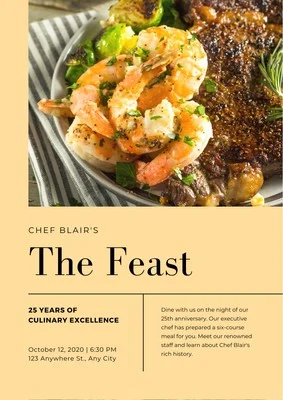 CHEF BLAIR'S
The Feast
25 YEARS OF
CULINARY EXCELLENCE
October 12, 2020 | 6:30 PM
123 Anywhere St., Any City
Dine with us on the night of our
25th anniversary. Our executive
chef has prepared a six-course
meal for you. Meet our renowned
staff and learn about Chef Blair's
rich history.